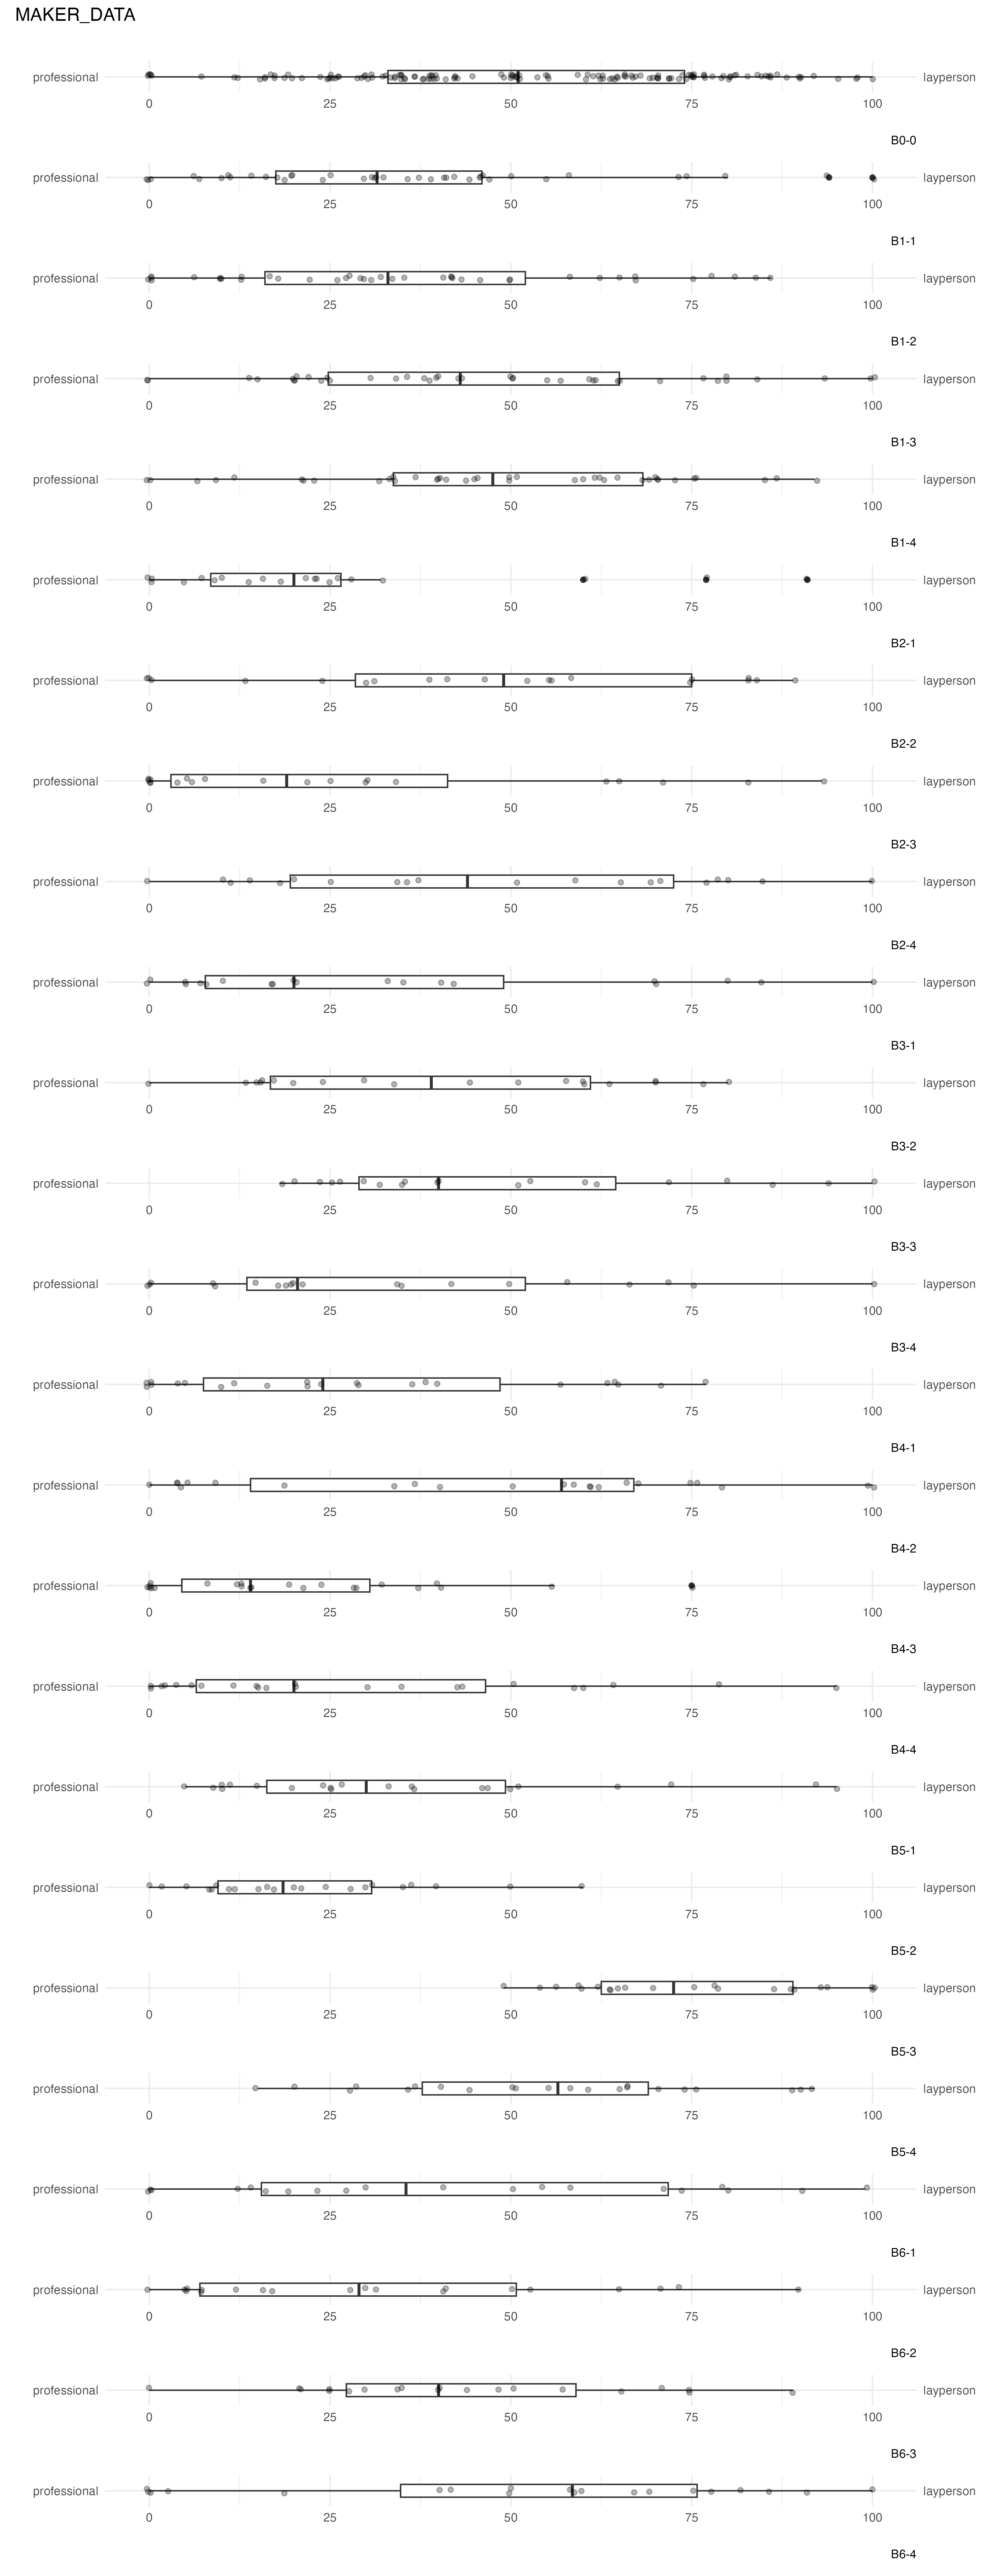 MAKER_DATA
professional layperson
0 25 50 75 100
B0-0
professional layperson
0 25 50 75 100
B1-1
professional layperson
0 25 50 75 100
B1-2
professional layperson
0 25 50 75 100
B1-3
professional layperson
0 25 50 75 100
B1-4
professional layperson
0 25 50 75 100
B2-1
professional layperson
0 25 50 75 100
B2-2
professional layperson
0 25 50 75 100
B2-3
professional layperson
0 25 50 75 100
B2-4
professional layperson
0 25 50 75 100
B3-1
professional layperson
0 25 50 75 100
B3-2
professional layperson
0 25 50 75 100
B3-3
professional layperson
0 25 50 75 100
B3-4
professional layperson
0 25 50 75 100
B4-1
professional layperson
0 25 50 75 100
B4-2
professional layperson
0 25 50 75 100
B4-3
professional layperson
0 25 50 75 100
B4-4
professional layperson
0 25 50 75 100
B5-1
professional layperson
0 25 50 75 100
B5-2
professional layperson
0 25 50 75 100
B5-3
professional layperson
0 25 50 75 100
B5-4
professional layperson
0 25 50 75 100
B6-1
professional layperson
0 25 50 75 100
B6-2
professional layperson
0 25 50 75 100
B6-3
professional layperson
0 25 50 75 100
B6-4